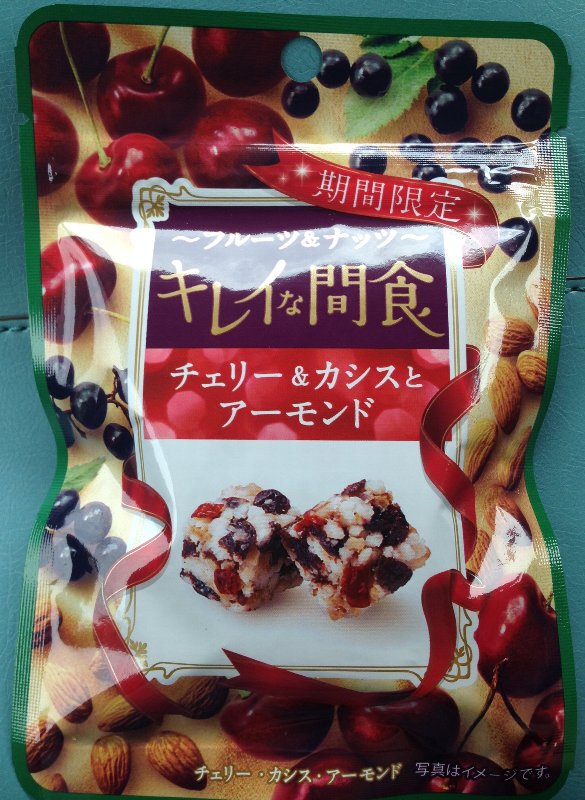 期間限定
～フルーツ&ナッツ～
キレイな間食
チェリー&カシスと
アーモンド
チェリー・カシス・アーモンド
写真はイメージです。